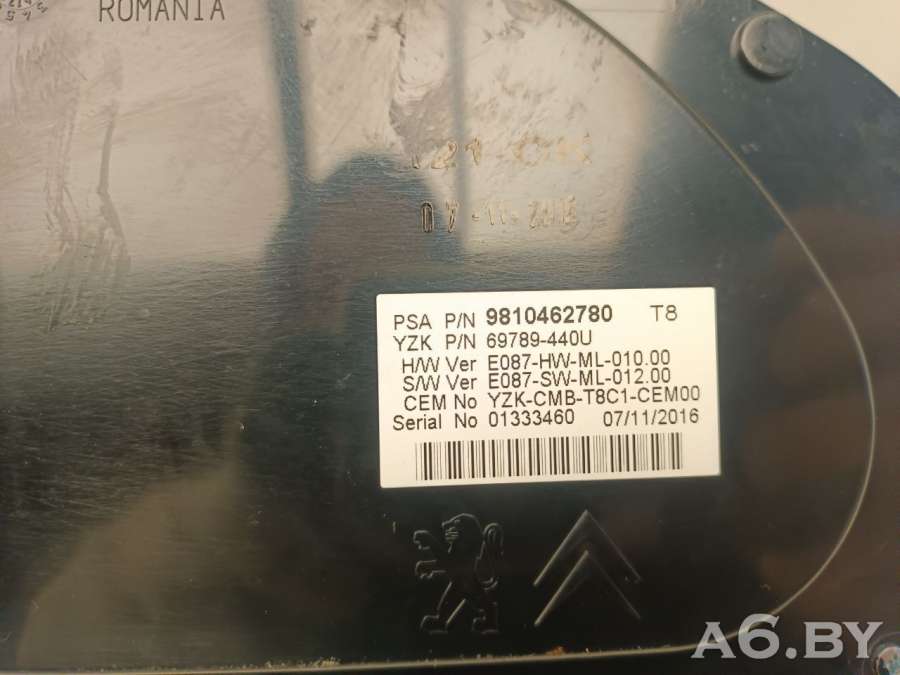 ROMANIA
PSA P/N 9810462780 T8
YZK P/N 69789-440U
H/W Ver E087-HW-ML-010.00
S/W Ver E087-SW-ML-012.00
CEM No YZK-CMB-T8C1-CEM00
Serial No 01333460 07/11/2016
A6.BY